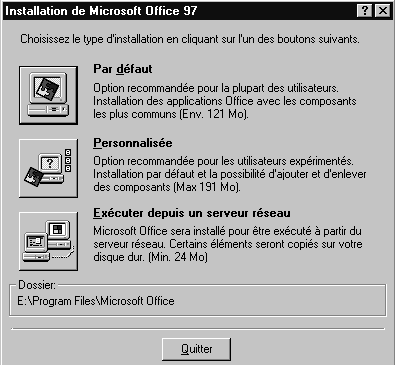 Installation de Microsoft Office 97
Choisissez le type d'installation en cliquant sur l'un des boutons suivants.
Par défaut
Option recommandée pour la plupart des utilisateurs.
Installation des applications Office avec les composants
les plus communs (Env. 121 Mo).
Personnalisée
Option recommandée pour les utilisateurs expérimentés.
Installation par défaut et la possibilité d'ajouter et d'enlever
des composants (Max 191 Mo).
Exécuter depuis un serveur réseau
Microsoft Office sera installé pour être exécuté à partir du
serveur réseau. Certains éléments seront copiés sur votre
disque dur. (Min. 24 Mo)
Dossier:
E:\Program Files\Microsoft Office
Quitter